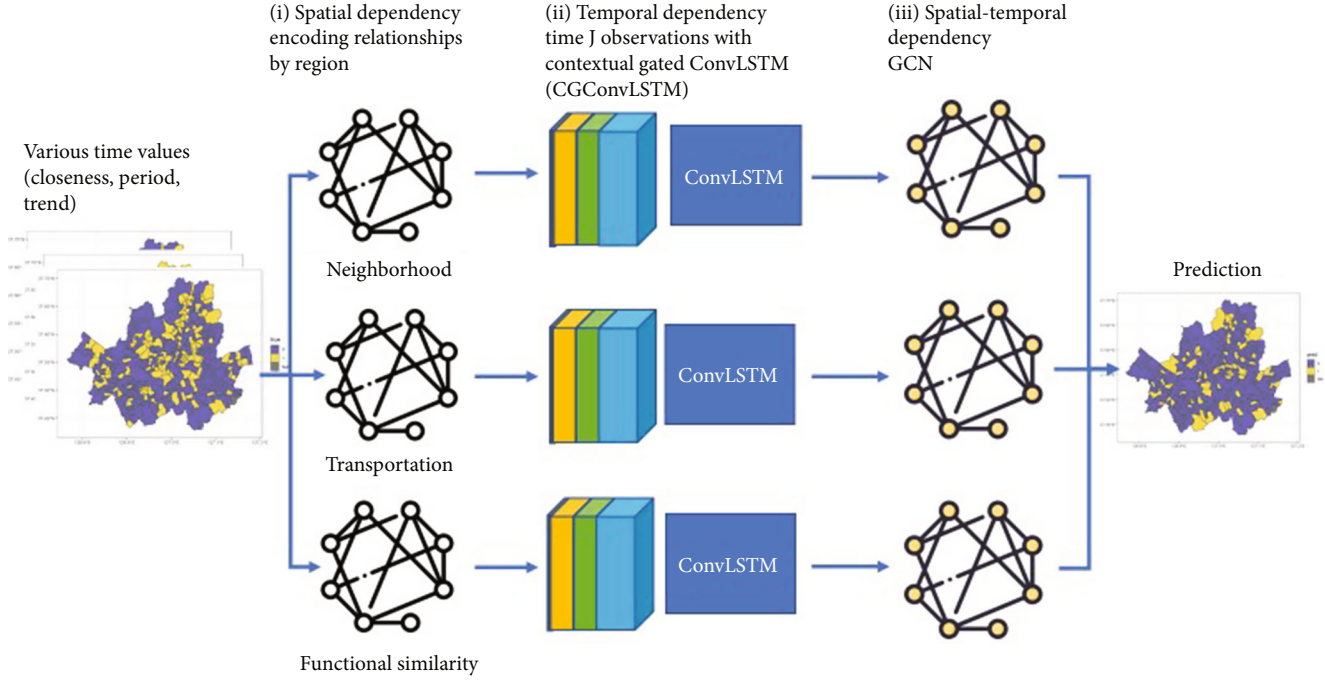 (i) Spatial dependency
encoding relationships
by region
(ii) Temporal dependency
time J observations with
contextual gated ConvLSTM
(CGConvLSTM)
(iii) Spatial-temporal
dependency
GCN
Various time values
(closeness, period,
trend)
ConvLSTM
Neighborhood
Prediction
ConvLSTM
Transportation
ConvLSTM
Functional similarity